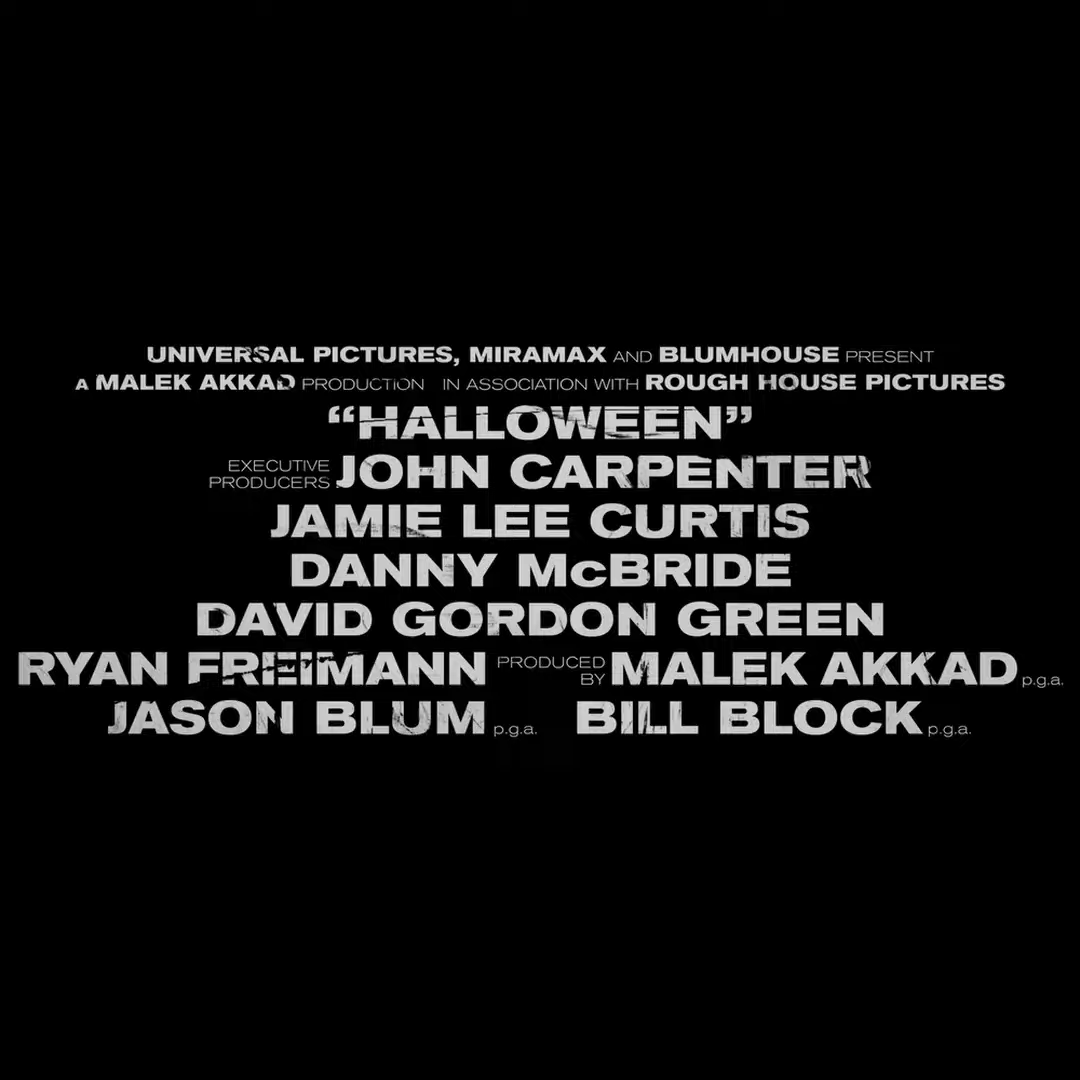 UNIVERSAL PICTURES, MIRAMAX AND BLUMHOUSE PRESENT
A MALEK AKKAD PRODUCTION IN ASSOCIATION WITH ROUGH HOUSE PICTURES
“HALLOWEEN”
EXECUTIVE PRODUCERS JOHN CARPENTER
JAMIE LEE CURTIS
DANNY McBRIDE
DAVID GORDON GREEN
RYAN FREIMANN PRODUCED BY MALEK AKKAD p.g.a.
JASON BLUM p.g.a. BILL BLOCK p.g.a.